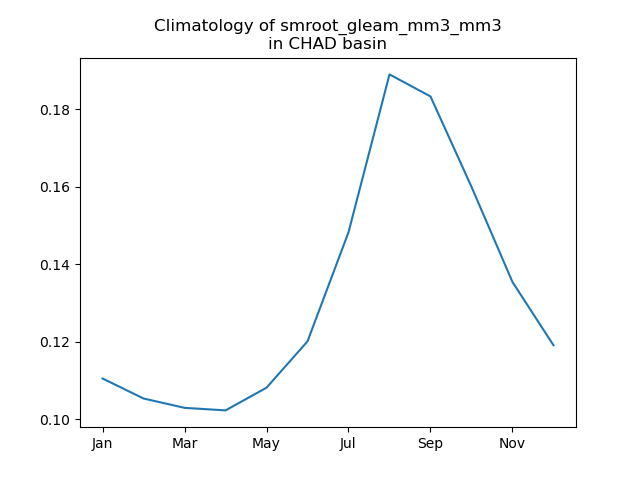 Climatology of smroot_gleam_mm3_mm3
in CHAD basin
0.18
0.16
0.14
0.12
0.10
Jan
Mar
May
Jul
Sep
Nov